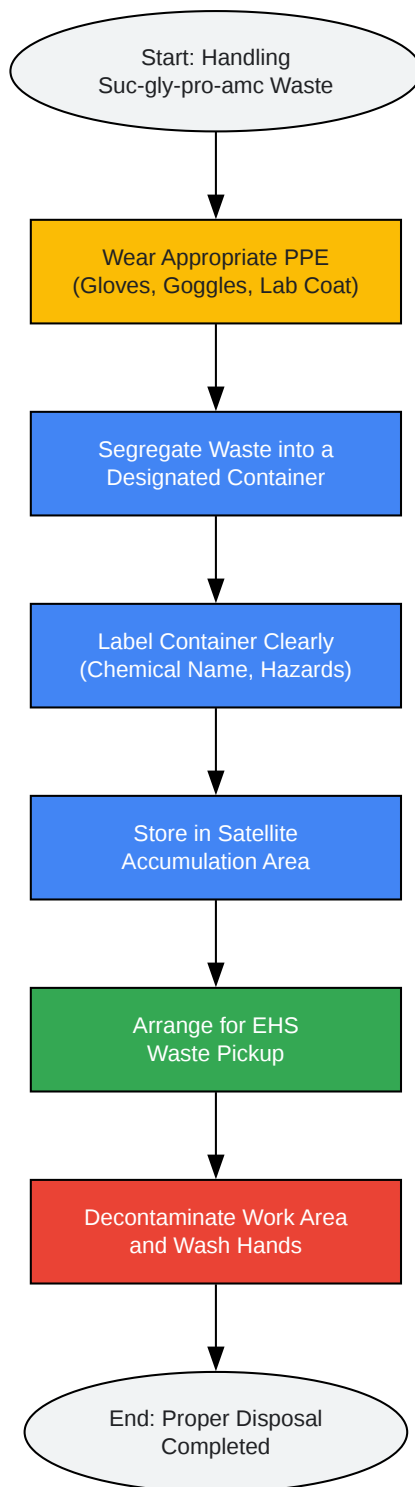 Start: Handling
Suc-gly-pro-amc Waste
Wear Appropriate PPE
(Gloves, Goggles, Lab Coat)
Segregate Waste into a
Designated Container
Label Container Clearly
(Chemical Name, Hazards)
Store in Satellite
Accumulation Area
Arrange for EHS
Waste Pickup
Decontaminate Work Area
and Wash Hands
End: Proper Disposal
Completed